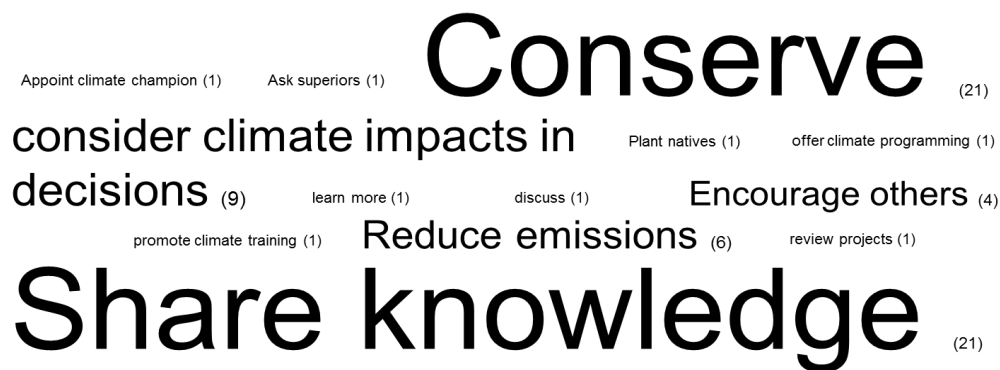 Appoint climate champion (1) Ask superiors (1) Conserve (21)
consider climate impacts in Plant natives (1) offer climate programming (1)
decisions (9) learn more (1) discuss (1) Encourage others (4)
promote climate training (1) Reduce emissions (6) review projects (1)
Share knowledge (21)